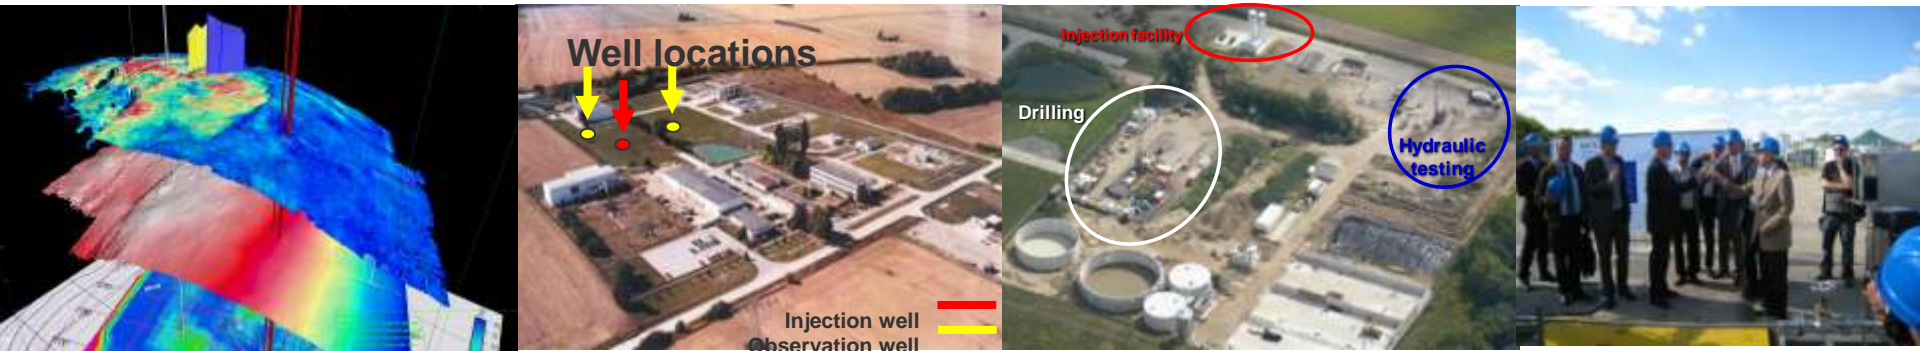 Well locations
Injection well
Observation well
Injection facility
Drilling
Hydraulic
testing